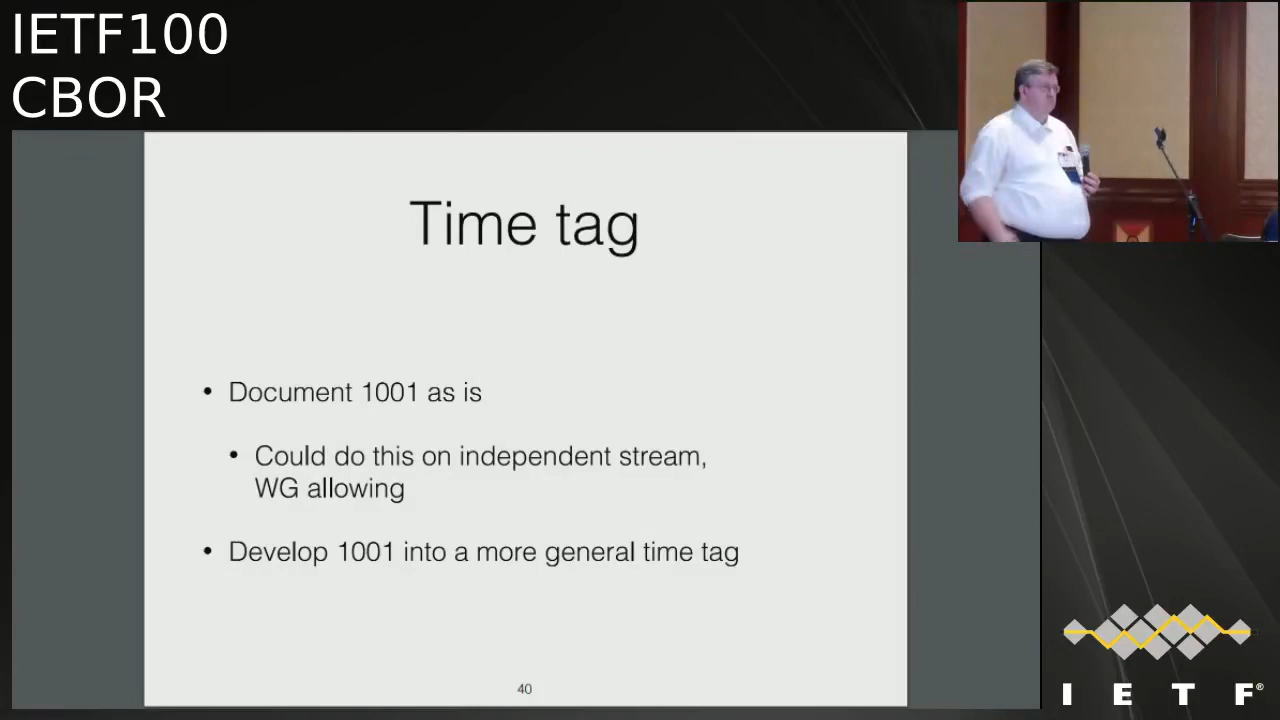 IETF100
CBOR
Time tag
• Document 1001 as is
• Could do this on independent stream,
WG allowing
• Develop 1001 into a more general time tag
40
I E T F®